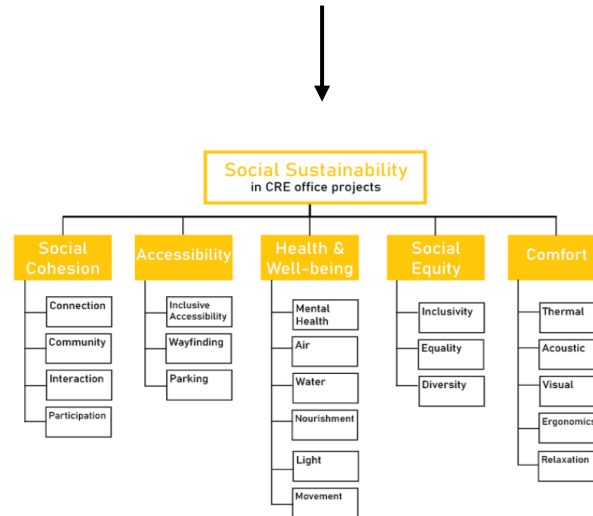 Social Sustainability
in CRE office projects
Social
Cohesion
Connection
Community
Interaction
Participation
Accessibility
Inclusive
Accessibility
Wayfinding
Parking
Health &
Well-being
Mental
Health
Air
Water
Nourishment
Light
Movement
Social
Equity
Inclusivity
Equality
Diversity
Comfort
Thermal
Acoustic
Visual
Ergonomics
Relaxation